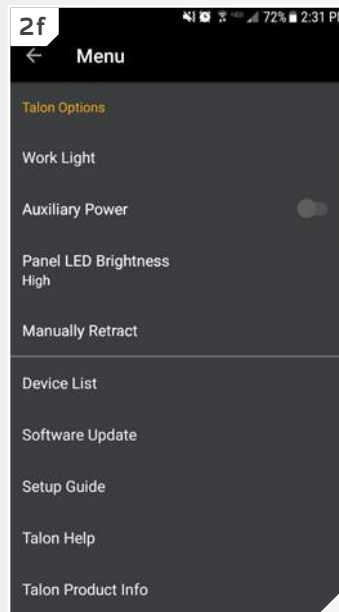 2f
72% 2:31 PM
Menu
Talon Options
Work Light
Auxiliary Power
Panel LED Brightness
High
Manually Retract
Device List
Software Update
Setup Guide
Talon Help
Talon Product Info